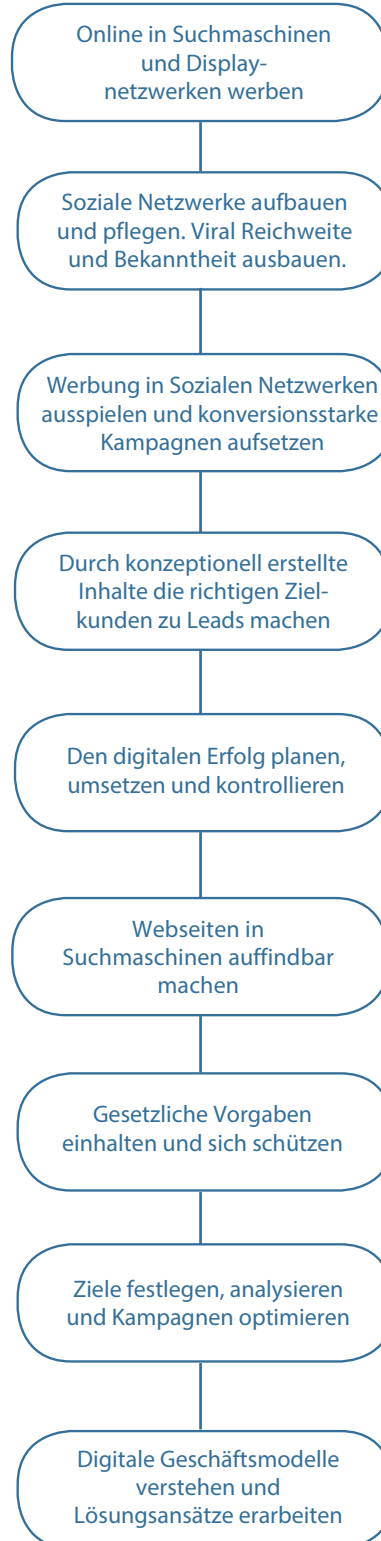 Online in Suchmaschinen
und Display-
netzwerken werben
Soziale Netzwerke aufbauen
und pflegen. Viral Reichweite
und Bekanntheit ausbauen.
Werbung in Sozialen Netzwerken
ausspielen und konversionsstarke
Kampagnen aufsetzen
Durch konzeptionell erstellte
Inhalte die richtigen Ziel-
kunden zu Leads machen
Den digitalen Erfolg planen,
umsetzen und kontrollieren
Webseiten in
Suchmaschinen auffindbar
machen
Gesetzliche Vorgaben
einhalten und sich schützen
Ziele festlegen, analysieren
und Kampagnen optimieren
Digitale Geschäftsmodelle
verstehen und
Lösungsansätze erarbeiten